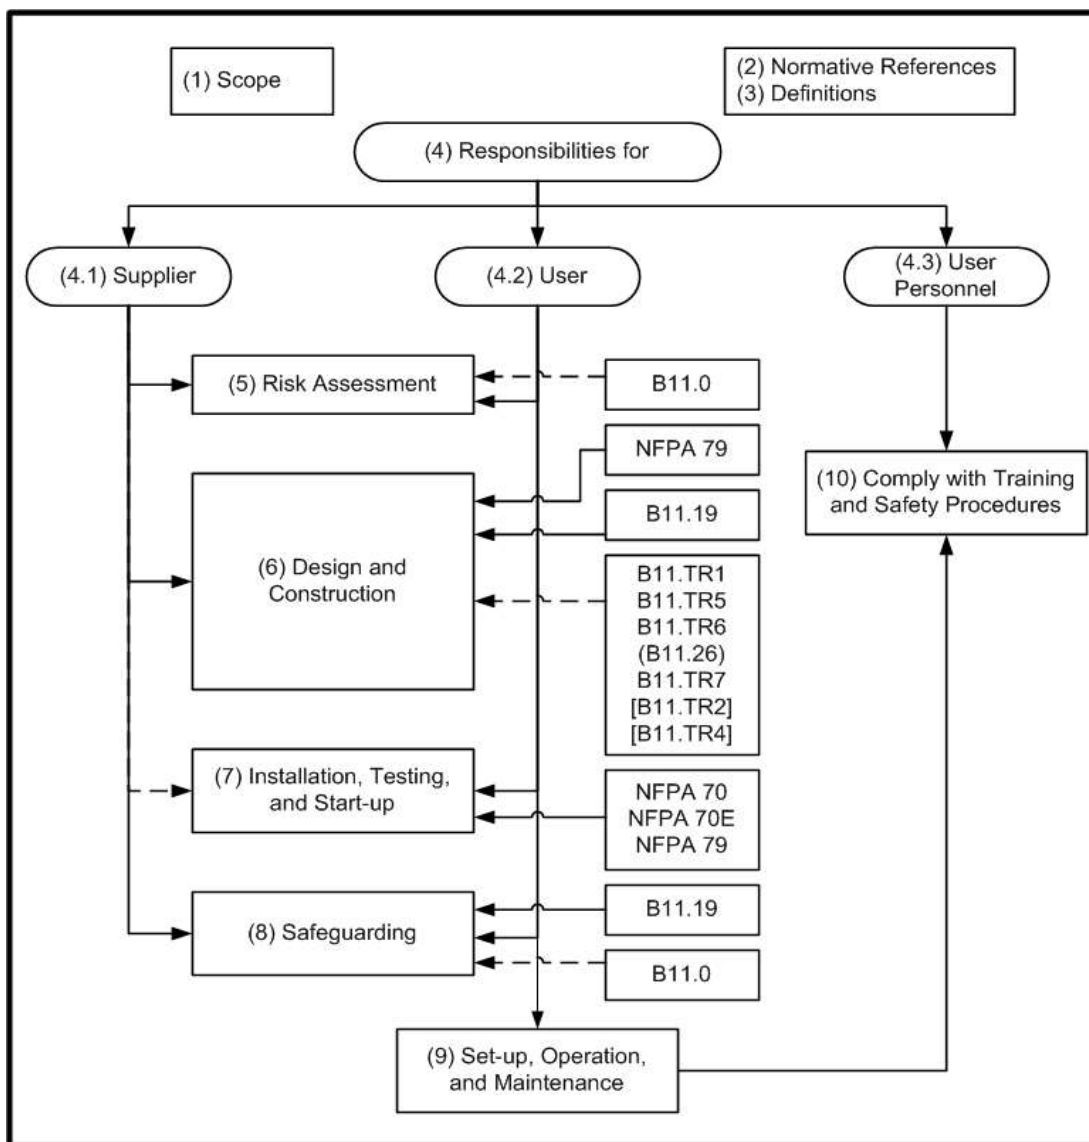 (1) Scope
(2) Normative References
(3) Definitions
(4) Responsibilities for
(4.1) Supplier
(4.2) User
(4.3) User
Personnel
(5) Risk Assessment
B11.0
NFPA 79
(10) Comply with Training
and Safety Procedures
B11.19
(6) Design and
Construction
B11.TR1
B11.TR5
B11.TR6
(B11.26)
B11.TR7
[B11.TR2]
[B11.TR4]
(7) Installation, Testing,
and Start-up
NFPA 70
NFPA 70E
NFPA 79
(8) Safeguarding
B11.19
B11.0
(9) Set-up, Operation,
and Maintenance